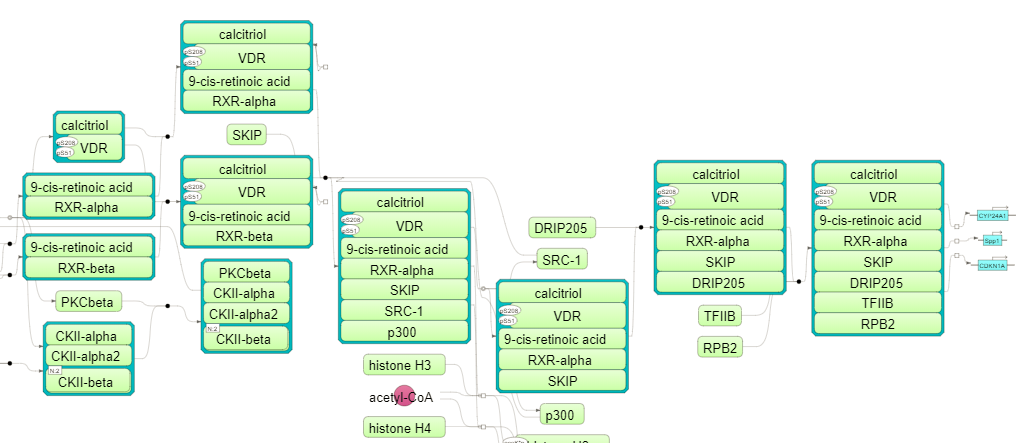 calcitriol
pS208
VDR
pS51
9-cis-retinoic acid
RXR-alpha
calcitriol
pS208
VDR
pS51
SKIP
9-cis-retinoic acid
RXR-alpha
calcitriol
pS208
VDR
pS51
9-cis-retinoic acid
RXR-beta
9-cis-retinoic acid
RXR-beta
PKCbeta
CKII-alpha
CKII-alpha2
N:2
CKII-beta
PKCbeta
CKII-alpha
CKII-alpha2
N:2
CKII-beta
calcitriol
pS208
VDR
pS51
9-cis-retinoic acid
RXR-alpha
SKIP
SRC-1
p300
histone H3
acetyl-CoA
histone H4
DRIP205
SRC-1
calcitriol
pS208
VDR
pS51
9-cis-retinoic acid
RXR-alpha
SKIP
p300
calcitriol
pS208
VDR
pS51
9-cis-retinoic acid
RXR-alpha
SKIP
DRIP205
TFIIB
RPB2
calcitriol
pS208
VDR
pS51
9-cis-retinoic acid
RXR-alpha
SKIP
DRIP205
TFIIB
RPB2
CYP24A1
Spp1
CDKN1A